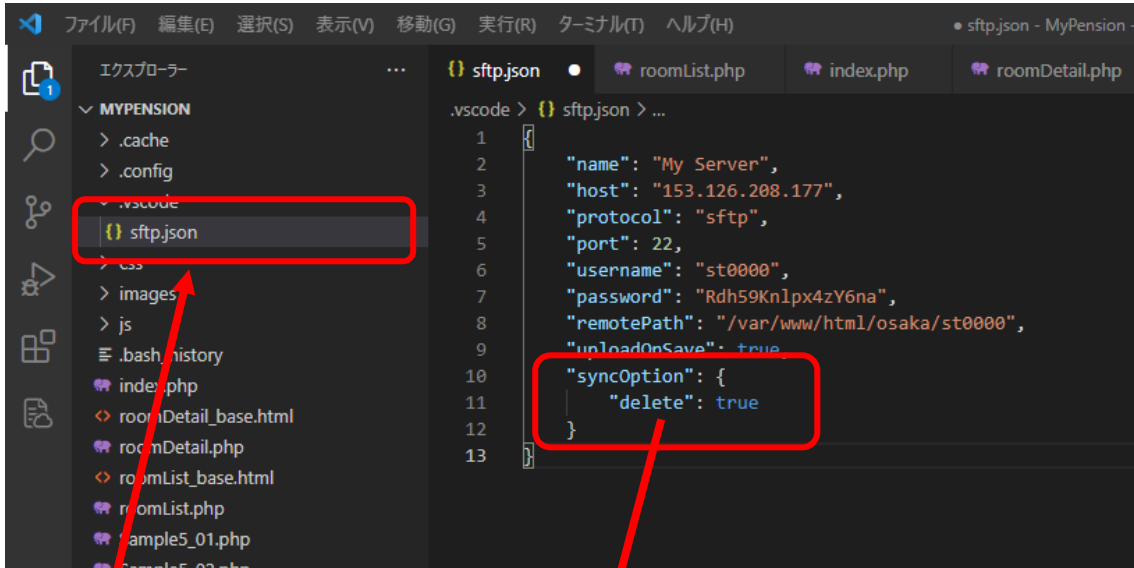 ファイル(F) 編集(E) 選択(S) 表示(V) 移動(G) 実行(R) ターミナル(T) ヘルプ(H) ● sftp.json - MyPension -
エクスプローラー ...
{} sftp.json ● roomList.php index.php roomDetail.php
1
MYPENSION
.vscode > {} sftp.json > ...
> .cache
> .config
.vscode
{} sftp.json
> css
> images
> js
.bash_history
index.php
<> roomDetail_base.html
roomDetail.php
<> roomList_base.html
roomList.php
Sample5_01.php
1 {
2 "name": "My Server",
3 "host": "153.126.208.177",
4 "protocol": "sftp",
5 "port": 22,
6 "username": "st0000",
7 "password": "Rdh59Knlpx4zY6na",
8 "remotePath": "/var/www/html/osaka/st0000",
9 "uploadOnSave": true,
10 "syncOption": {
11 "delete": true
12 }
13 }